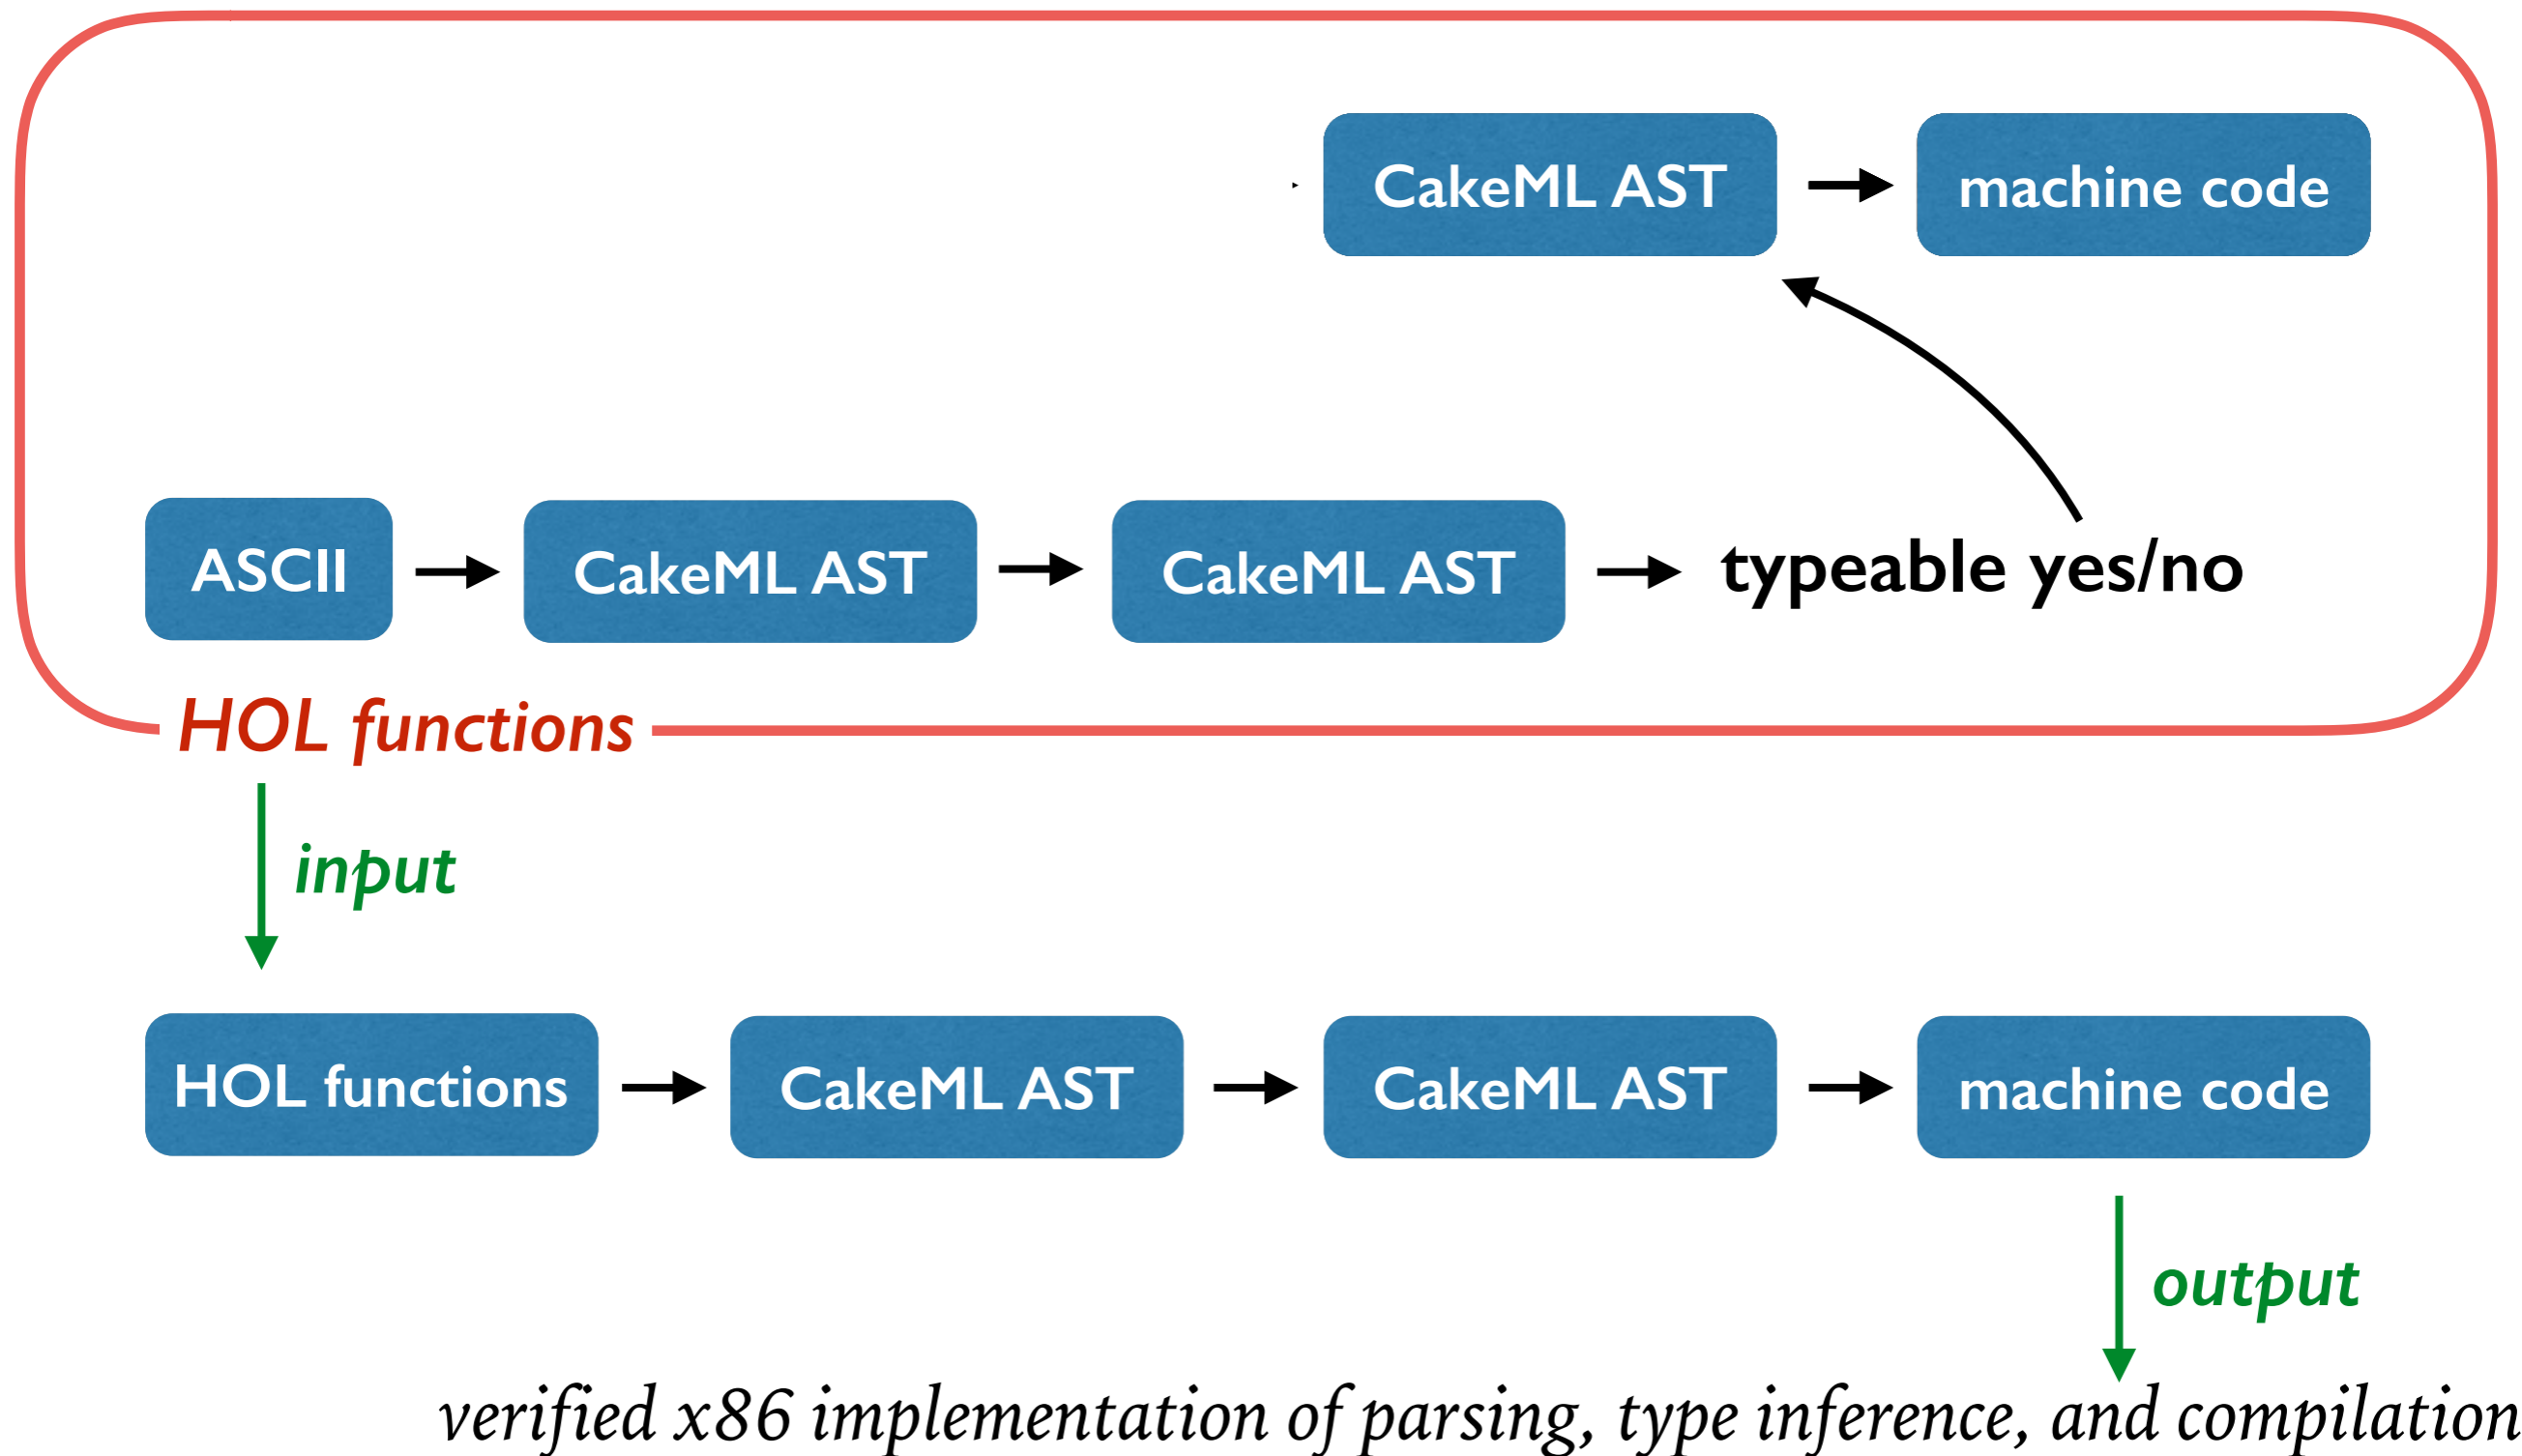 CakeML AST machine code
ASCII CakeML AST CakeML AST typeable yes/no
HOL functions
input
HOL functions CakeML AST CakeML AST machine code
output
verified x86 implementation of parsing, type inference, and compilation